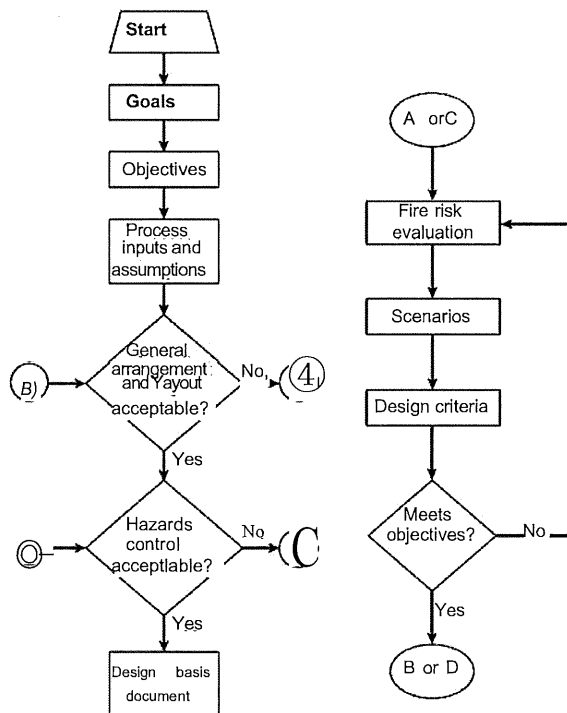 Start
Goals
Objectives
Process
inputs and
assumptions
General
arrangement
and Yayout
acceptable?
B)
No,
4
Yes
Hazards
control
acceptlable?
O
No
C
Yes
Design basis
document
A orC
Fire risk
evaluation
Scenarios
Design criteria
Meets
objectives?
No
Yes
B or D